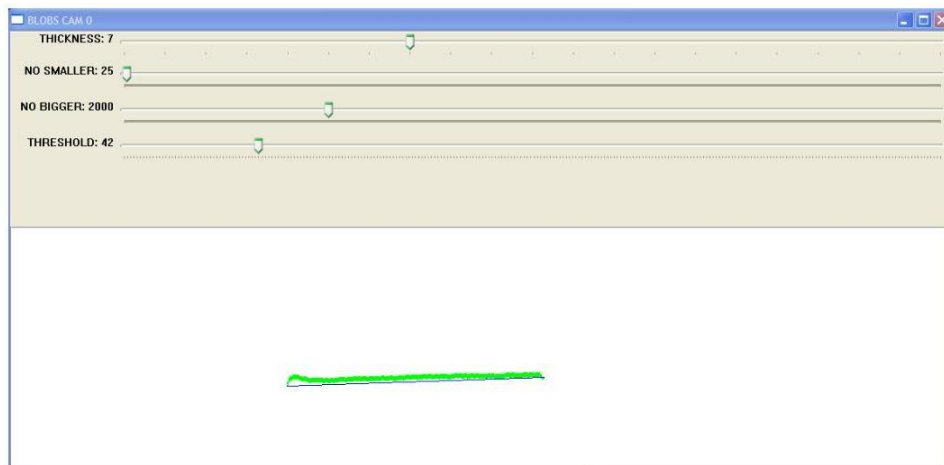 BLOBS CAM 0
THICKNESS: 7
NO SMALLER: 25
NO BIGGER: 2000
THRESHOLD: 42